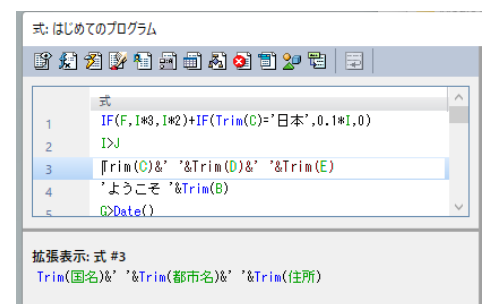 式: はじめてのプログラム
式
1 IF(F,I*3,I*2)+IF(Trim(C)='日本',0.1*I,0)
2 I>J
3 Trim(C)&' '&Trim(D)&' '&Trim(E)
4 'ようこそ '&Trim(B)
5 G>Date()
拡張表示: 式 #3
Trim(国名)&' '&Trim(都市名)&' '&Trim(住所)